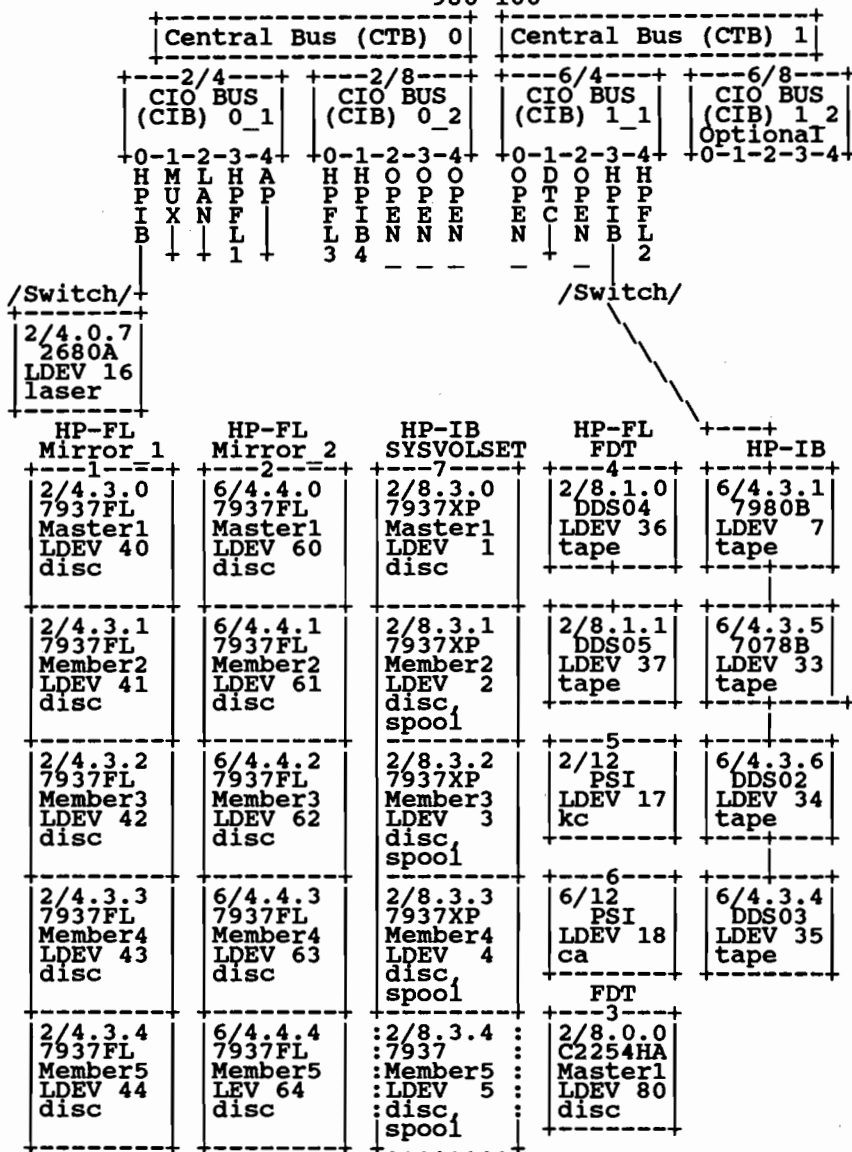 Central Bus (CTB) 0
Central Bus (CTB) 1
2/4
CIO BUS
(CIB) 0_1
0-1-2-3-4
2/8
CIO BUS
(CIB) 0_2
0-1-2-3-4
6/4
CIO BUS
(CIB) 1_1
0-1-2-3-4
6/8
CIO BUS
(CIB) 1_2
Optional
0-1-2-3-4
HPIB
MUX
LAN
HPFL1
AP
HPFL3
HPIB4
OPEN
OPEN
OPEN
OPEN
DTC
OPEN
HPIB
HPFL2
/Switch/
/Switch/
2/4.0.7
2680A
LDEV 16
laser
HP-FL
Mirror_1
1
2/4.3.0
7937FL
Master1
LDEV 40
disc
2/4.3.1
7937FL
Member2
LDEV 41
disc
2/4.3.2
7937FL
Member3
LDEV 42
disc
2/4.3.3
7937FL
Member4
LDEV 43
disc
2/4.3.4
7937FL
Member5
LDEV 44
disc
HP-FL
Mirror_2
2
6/4.4.0
7937FL
Master1
LDEV 60
disc
6/4.4.1
7937FL
Member2
LDEV 61
disc
6/4.4.2
7937FL
Member3
LDEV 62
disc
6/4.4.3
7937FL
Member4
LDEV 63
disc
6/4.4.4
7937FL
Member5
LEV 64
disc
HP-IB
SYSVOLSET
7
2/8.3.0
7937XP
Master1
LDEV 1
disc
2/8.3.1
7937XP
Member2
LDEV 2
disc,
spool
2/8.3.2
7937XP
Member3
LDEV 3
disc,
spool
2/8.3.3
7937XP
Member4
LDEV 4
disc,
spool
2/8.3.4
7937
Member5
LDEV 5
disc,
spool
HP-FL
FDT
4
2/8.1.0
DDS04
LDEV 36
tape
2/8.1.1
DDS05
LDEV 37
tape
5
2/12
PSI
LDEV 17
kc
6
6/12
PSI
LDEV 18
ca
FDT
3
2/8.0.0
C2254HA
Master1
LDEV 80
disc
HP-IB
6/4.3.1
7980B
LDEV 7
tape
6/4.3.5
7078B
LDEV 33
tape
6/4.3.6
DDS02
LDEV 34
tape
6/4.3.4
DDS03
LDEV 35
tape